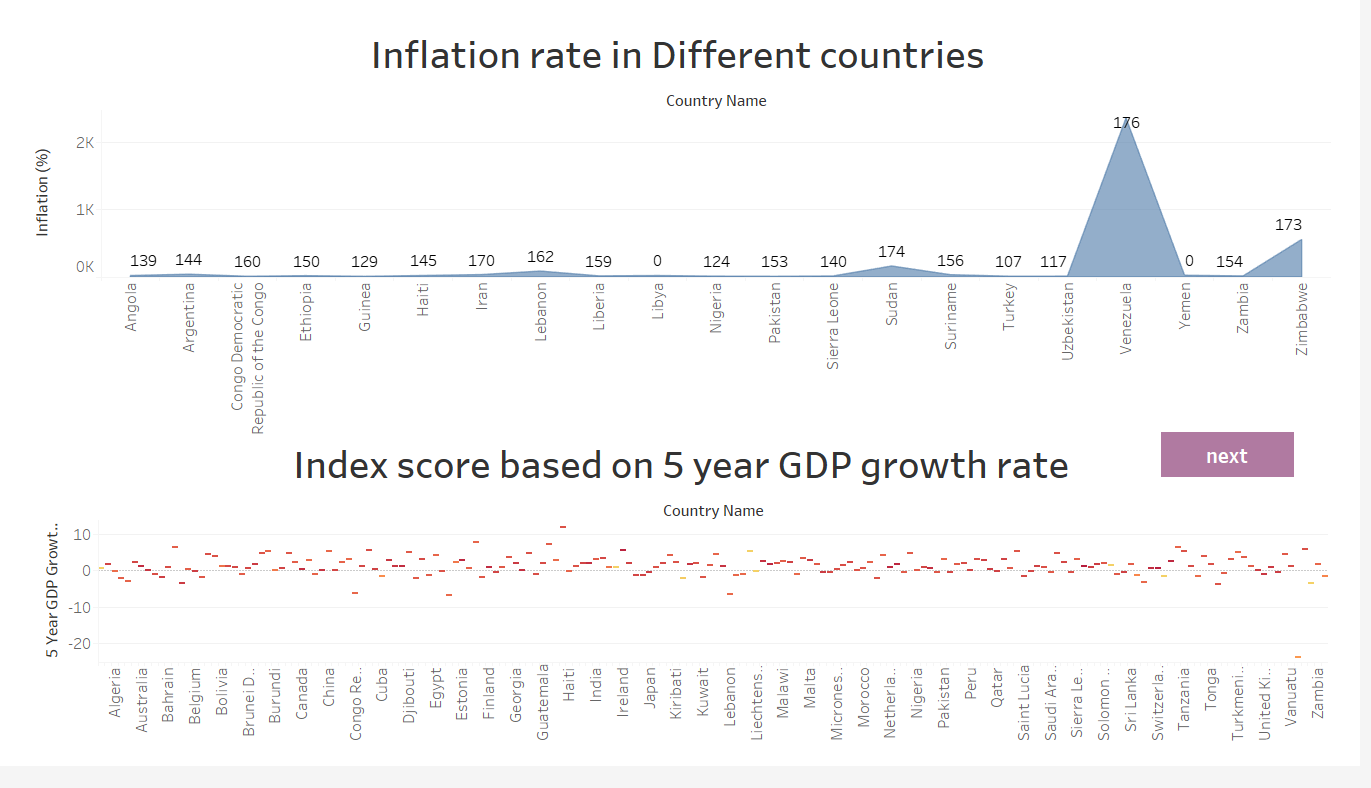 Inflation rate in Different countries
Country Name
Inflation (%)
2K
1K
0K
139 144 160 150 129 145 170 162 159 0 124 153 140 174 156 107 117 176 0 154 173
Angola
Argentina
Congo Democratic
Republic of the Congo
Ethiopia
Guinea
Haiti
Iran
Lebanon
Liberia
Libya
Nigeria
Pakistan
Sierra Leone
Sudan
Suriname
Turkey
Uzbekistan
Venezuela
Yemen
Zambia
Zimbabwe
Index score based on 5 year GDP growth rate
next
Country Name
5 Year GDP Growt..
10
0
-10
-20
Algeria
Australia
Bahrain
Belgium
Bolivia
Brunei D..
Burundi
Canada
China
Congo Re..
Cuba
Djibouti
Egypt
Estonia
Finland
Georgia
Guatemala
Haiti
India
Ireland
Japan
Kiribati
Kuwait
Lebanon
Liechtens..
Malawi
Malta
Micrones..
Morocco
Netherla..
Nigeria
Pakistan
Peru
Qatar
Saint Lucia
Saudi Ara..
Sierra Le..
Solomon ..
Sri Lanka
Switzerla..
Tanzania
Tonga
Turkmeni..
United Ki..
Vanuatu
Zambia